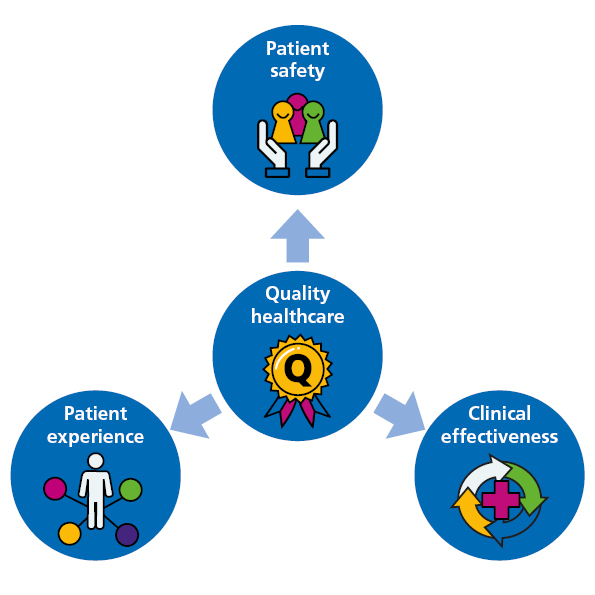 Patient
safety
Quality
healthcare
Q
Patient
experience
Clinical
effectiveness